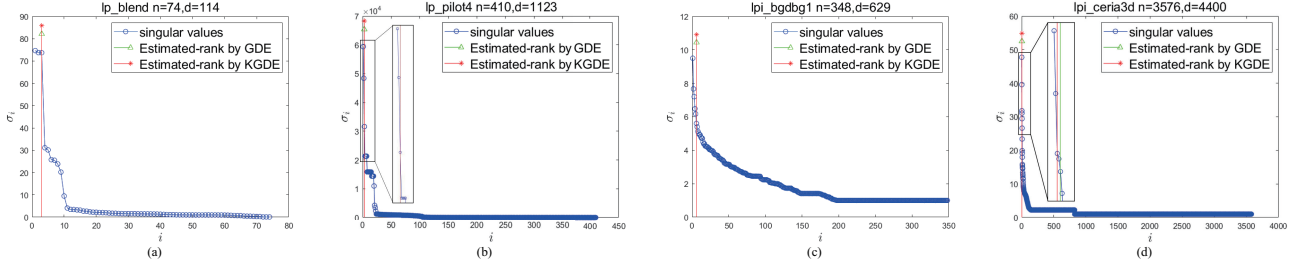 lp_blend n=74,d=114
90
80
70
60
50
40
30
20
10
0
σi
0 10 20 30 40 50 60 70 80
i
singular values
Estimated-rank by GDE
Estimated-rank by KGDE
(a)
lp_pilot4 n=410,d=1123
×10⁴
7
6
5
4
3
2
1
0
σi
0 50 100 150 200 250 300 350 400 450
i
singular values
Estimated-rank by GDE
Estimated-rank by KGDE
(b)
lpi_bgdbg1 n=348,d=629
12
10
8
6
4
2
0
σi
0 50 100 150 200 250 300 350
i
singular values
Estimated-rank by GDE
Estimated-rank by KGDE
(c)
lpi_ceria3d n=3576,d=4400
60
50
40
30
20
10
0
σi
0 500 1000 1500 2000 2500 3000 3500 4000
i
singular values
Estimated-rank by GDE
Estimated-rank by KGDE
(d)